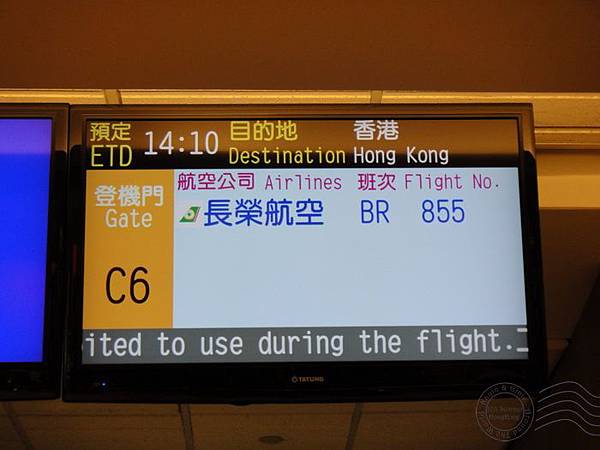 預定 14:10 目的地 香港
ETD Destination Hong Kong
登機門 航空公司 Airlines 班次 Flight No.
Gate 長榮航空 BR 855
C6
ited to use during the flight.
TATUNG